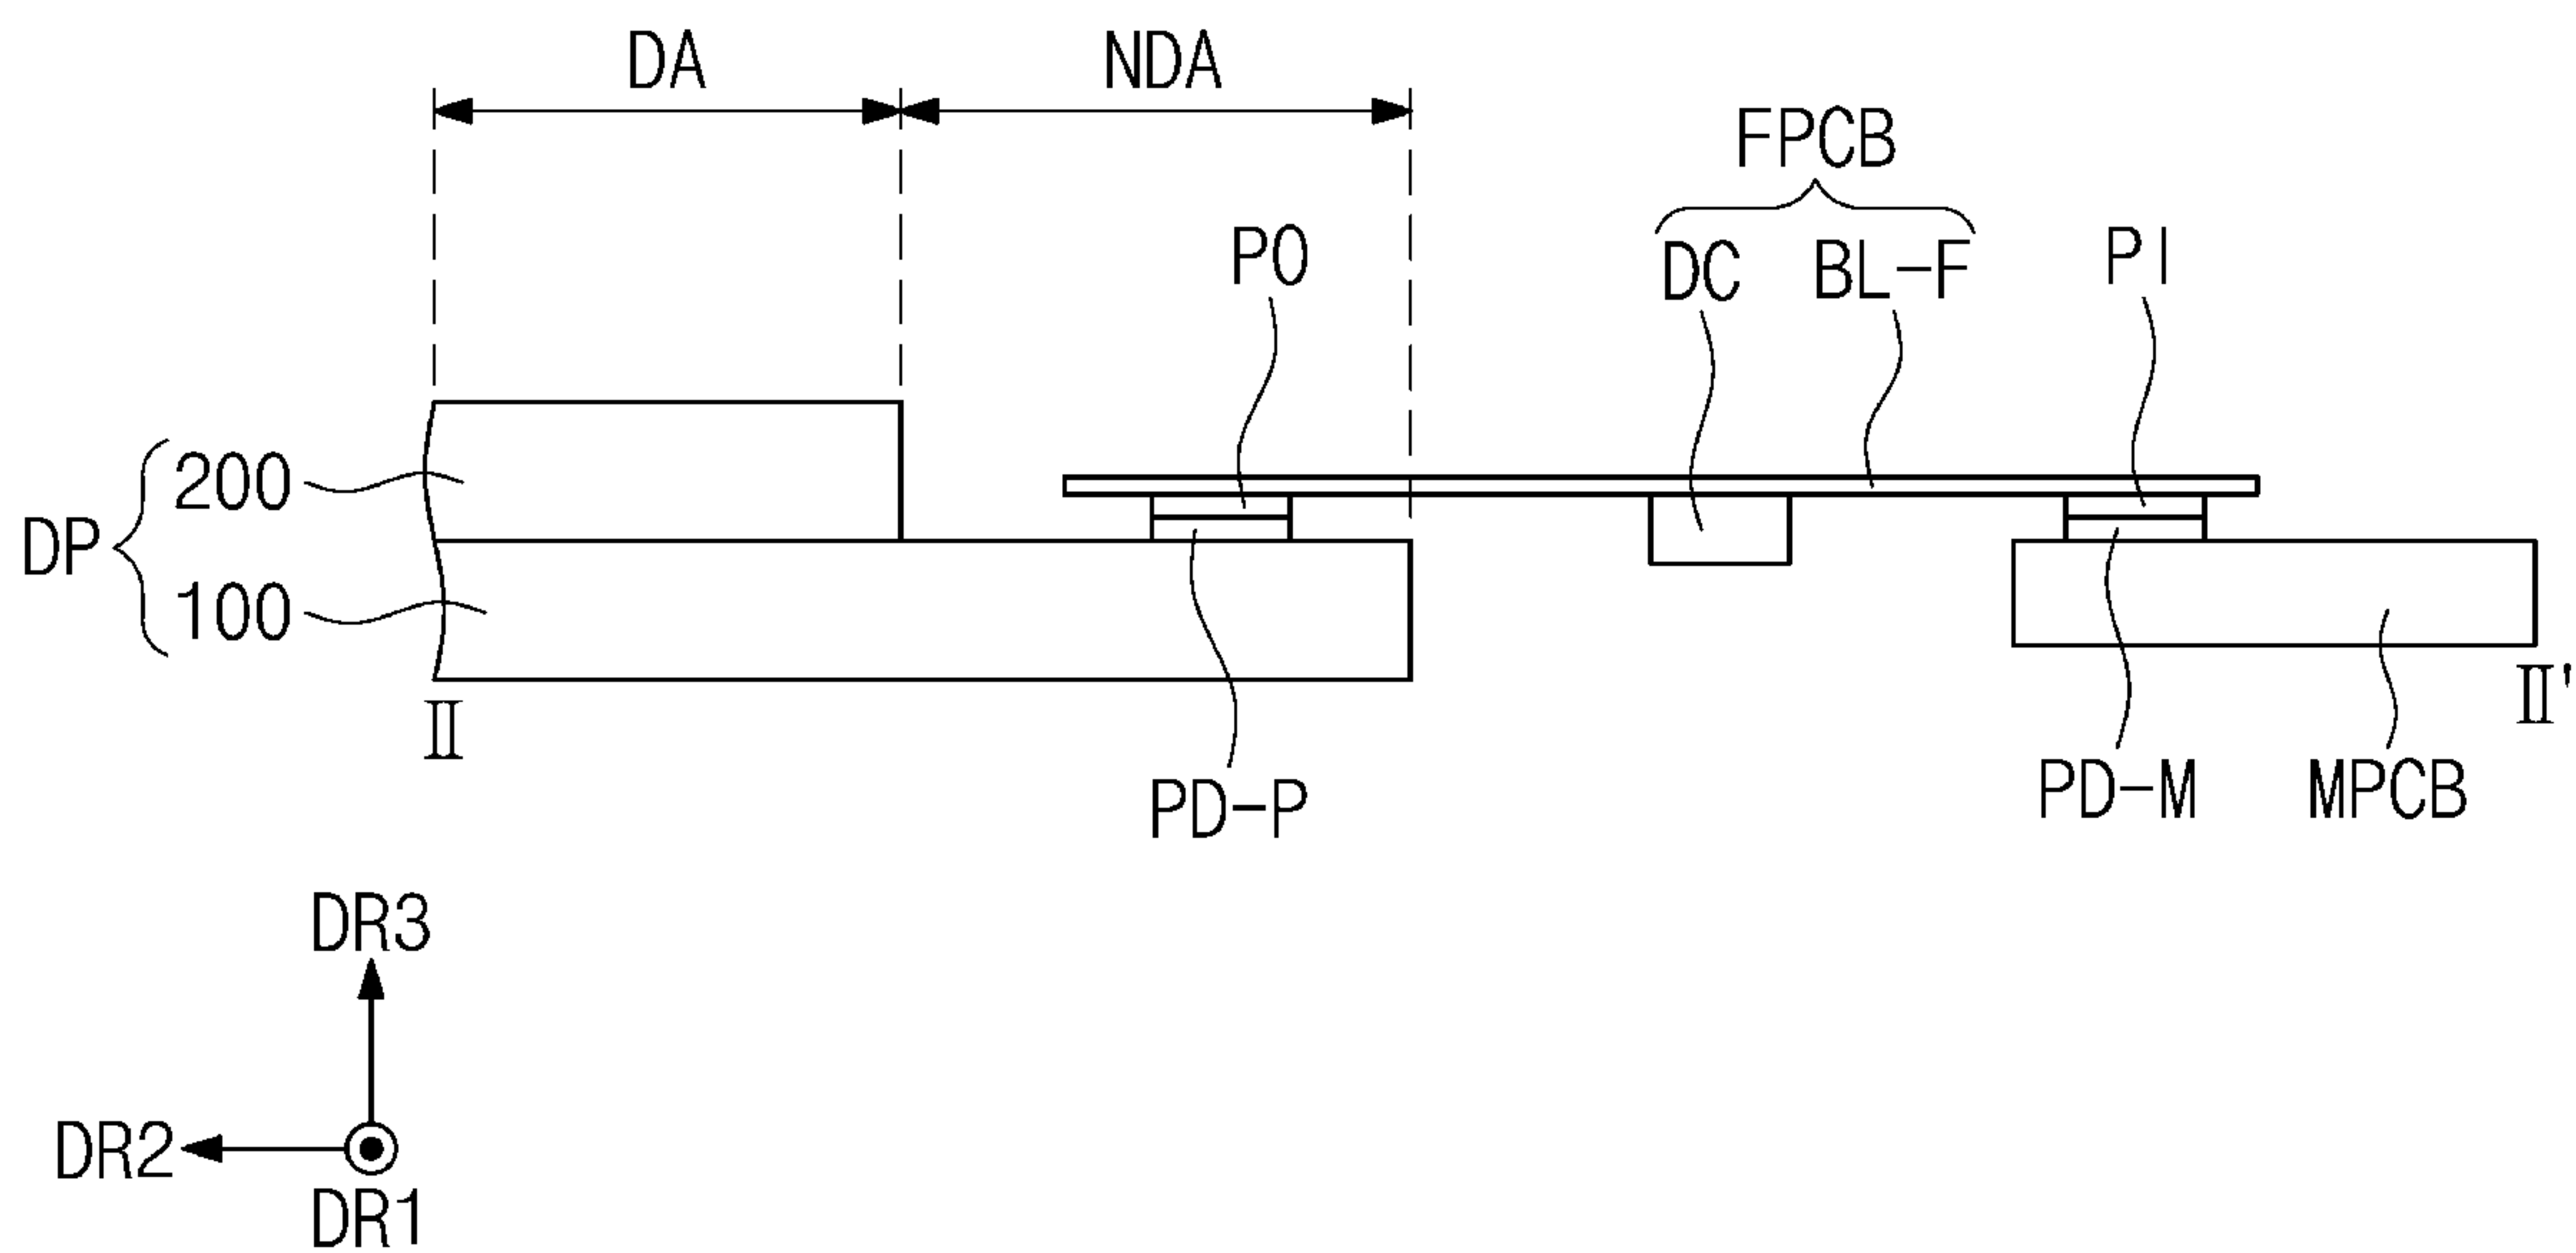 DA NDA
FPCB
PO DC BL-F PI
200
DP
100
II II'
PD-P PD-M MPCB
DR3
DR2
DR1